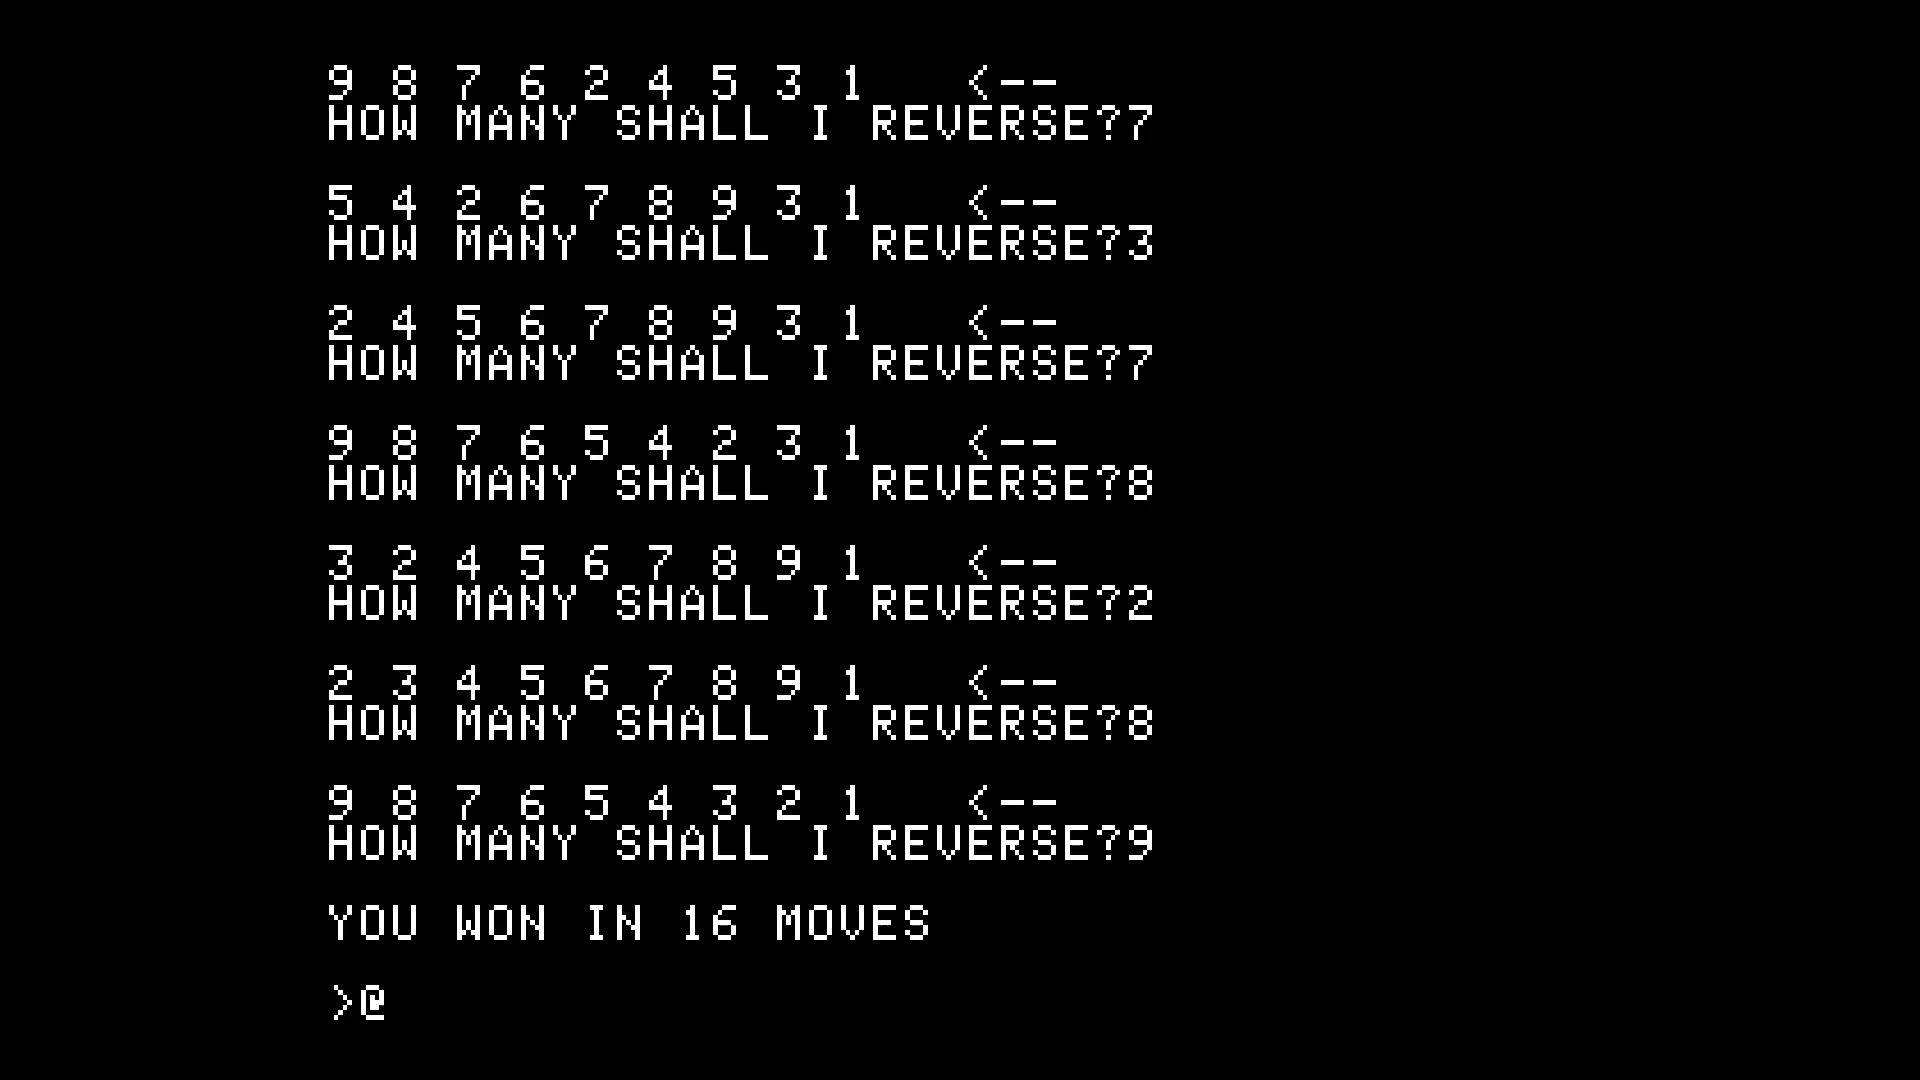 9 8 7 6 2 4 5 3 1   <--
HOW MANY SHALL I REVERSE?7
5 4 2 6 7 8 9 3 1   <--
HOW MANY SHALL I REVERSE?3
2 4 5 6 7 8 9 3 1   <--
HOW MANY SHALL I REVERSE?7
9 8 7 6 5 4 2 3 1   <--
HOW MANY SHALL I REVERSE?8
3 2 4 5 6 7 8 9 1   <--
HOW MANY SHALL I REVERSE?2
2 3 4 5 6 7 8 9 1   <--
HOW MANY SHALL I REVERSE?8
9 8 7 6 5 4 3 2 1   <--
HOW MANY SHALL I REVERSE?9
YOU WON IN 16 MOVES
>@